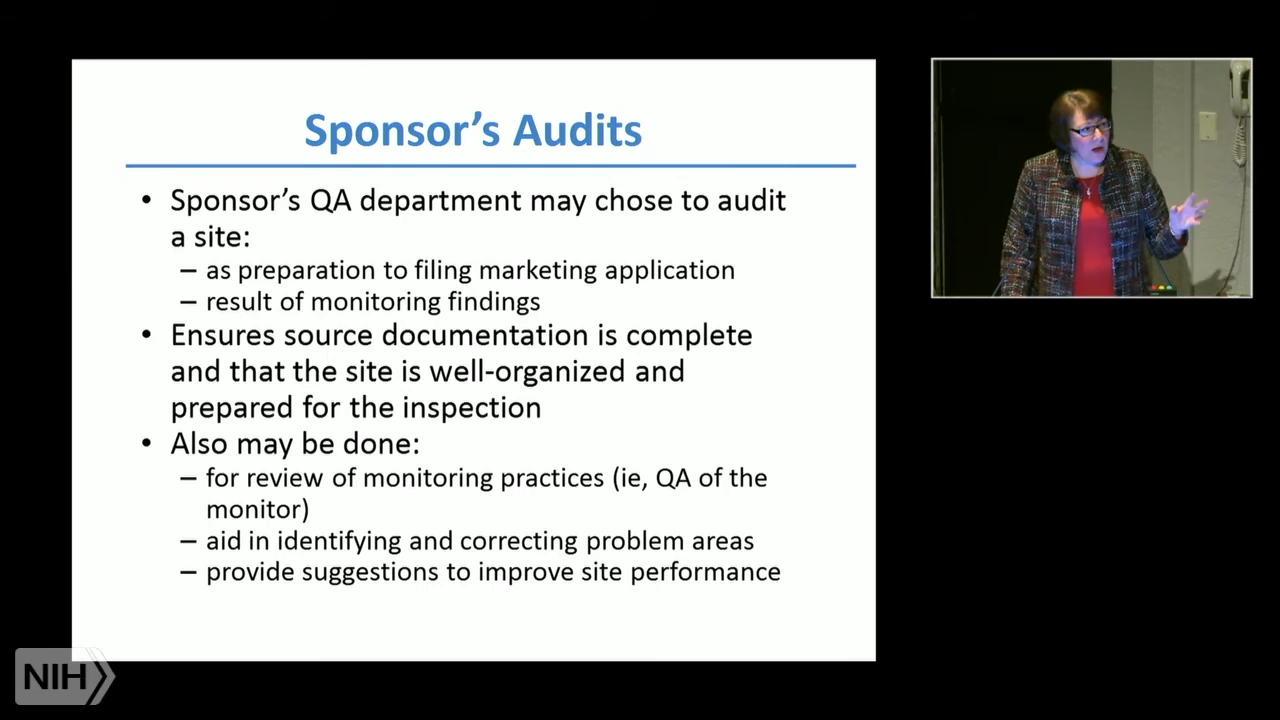 Sponsor’s Audits
• Sponsor’s QA department may chose to audit
a site:
– as preparation to filing marketing application
– result of monitoring findings
• Ensures source documentation is complete
and that the site is well-organized and
prepared for the inspection
• Also may be done:
– for review of monitoring practices (ie, QA of the
monitor)
– aid in identifying and correcting problem areas
– provide suggestions to improve site performance
NIH